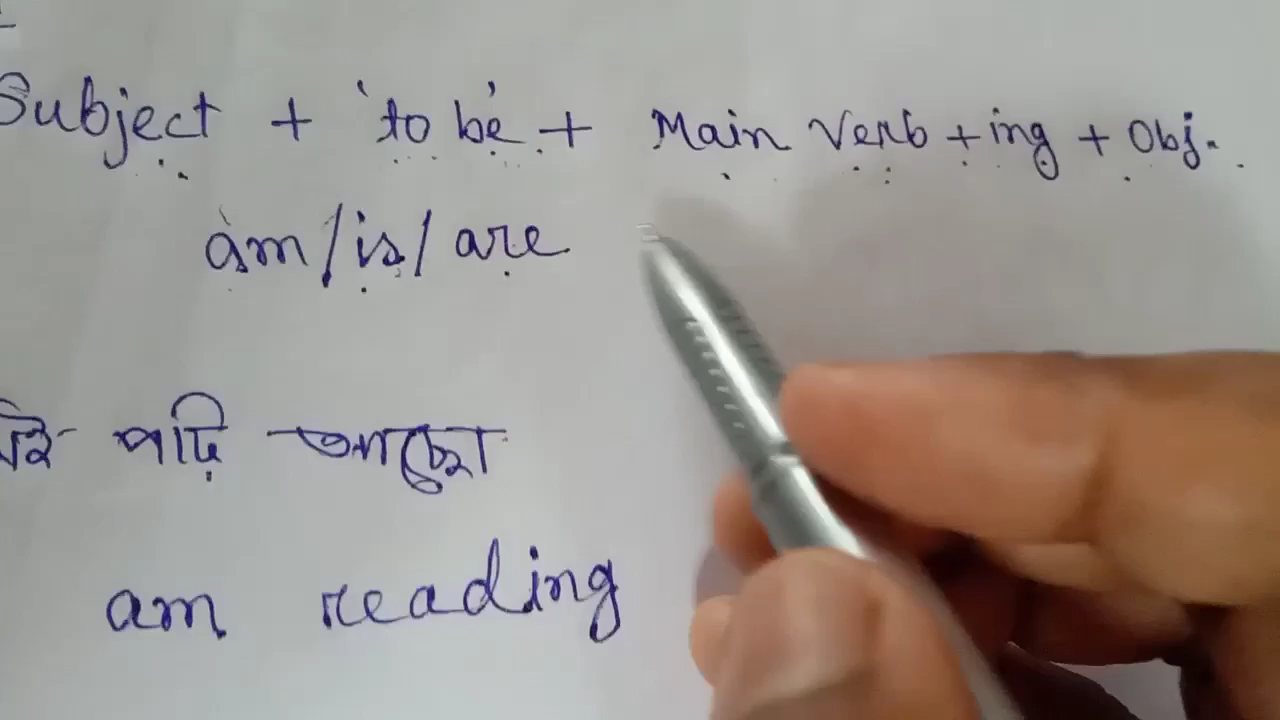 Subject + 'to be' + Main Verb + ing + Obj.
am / is / are
পঢ়ি আছো
am reading